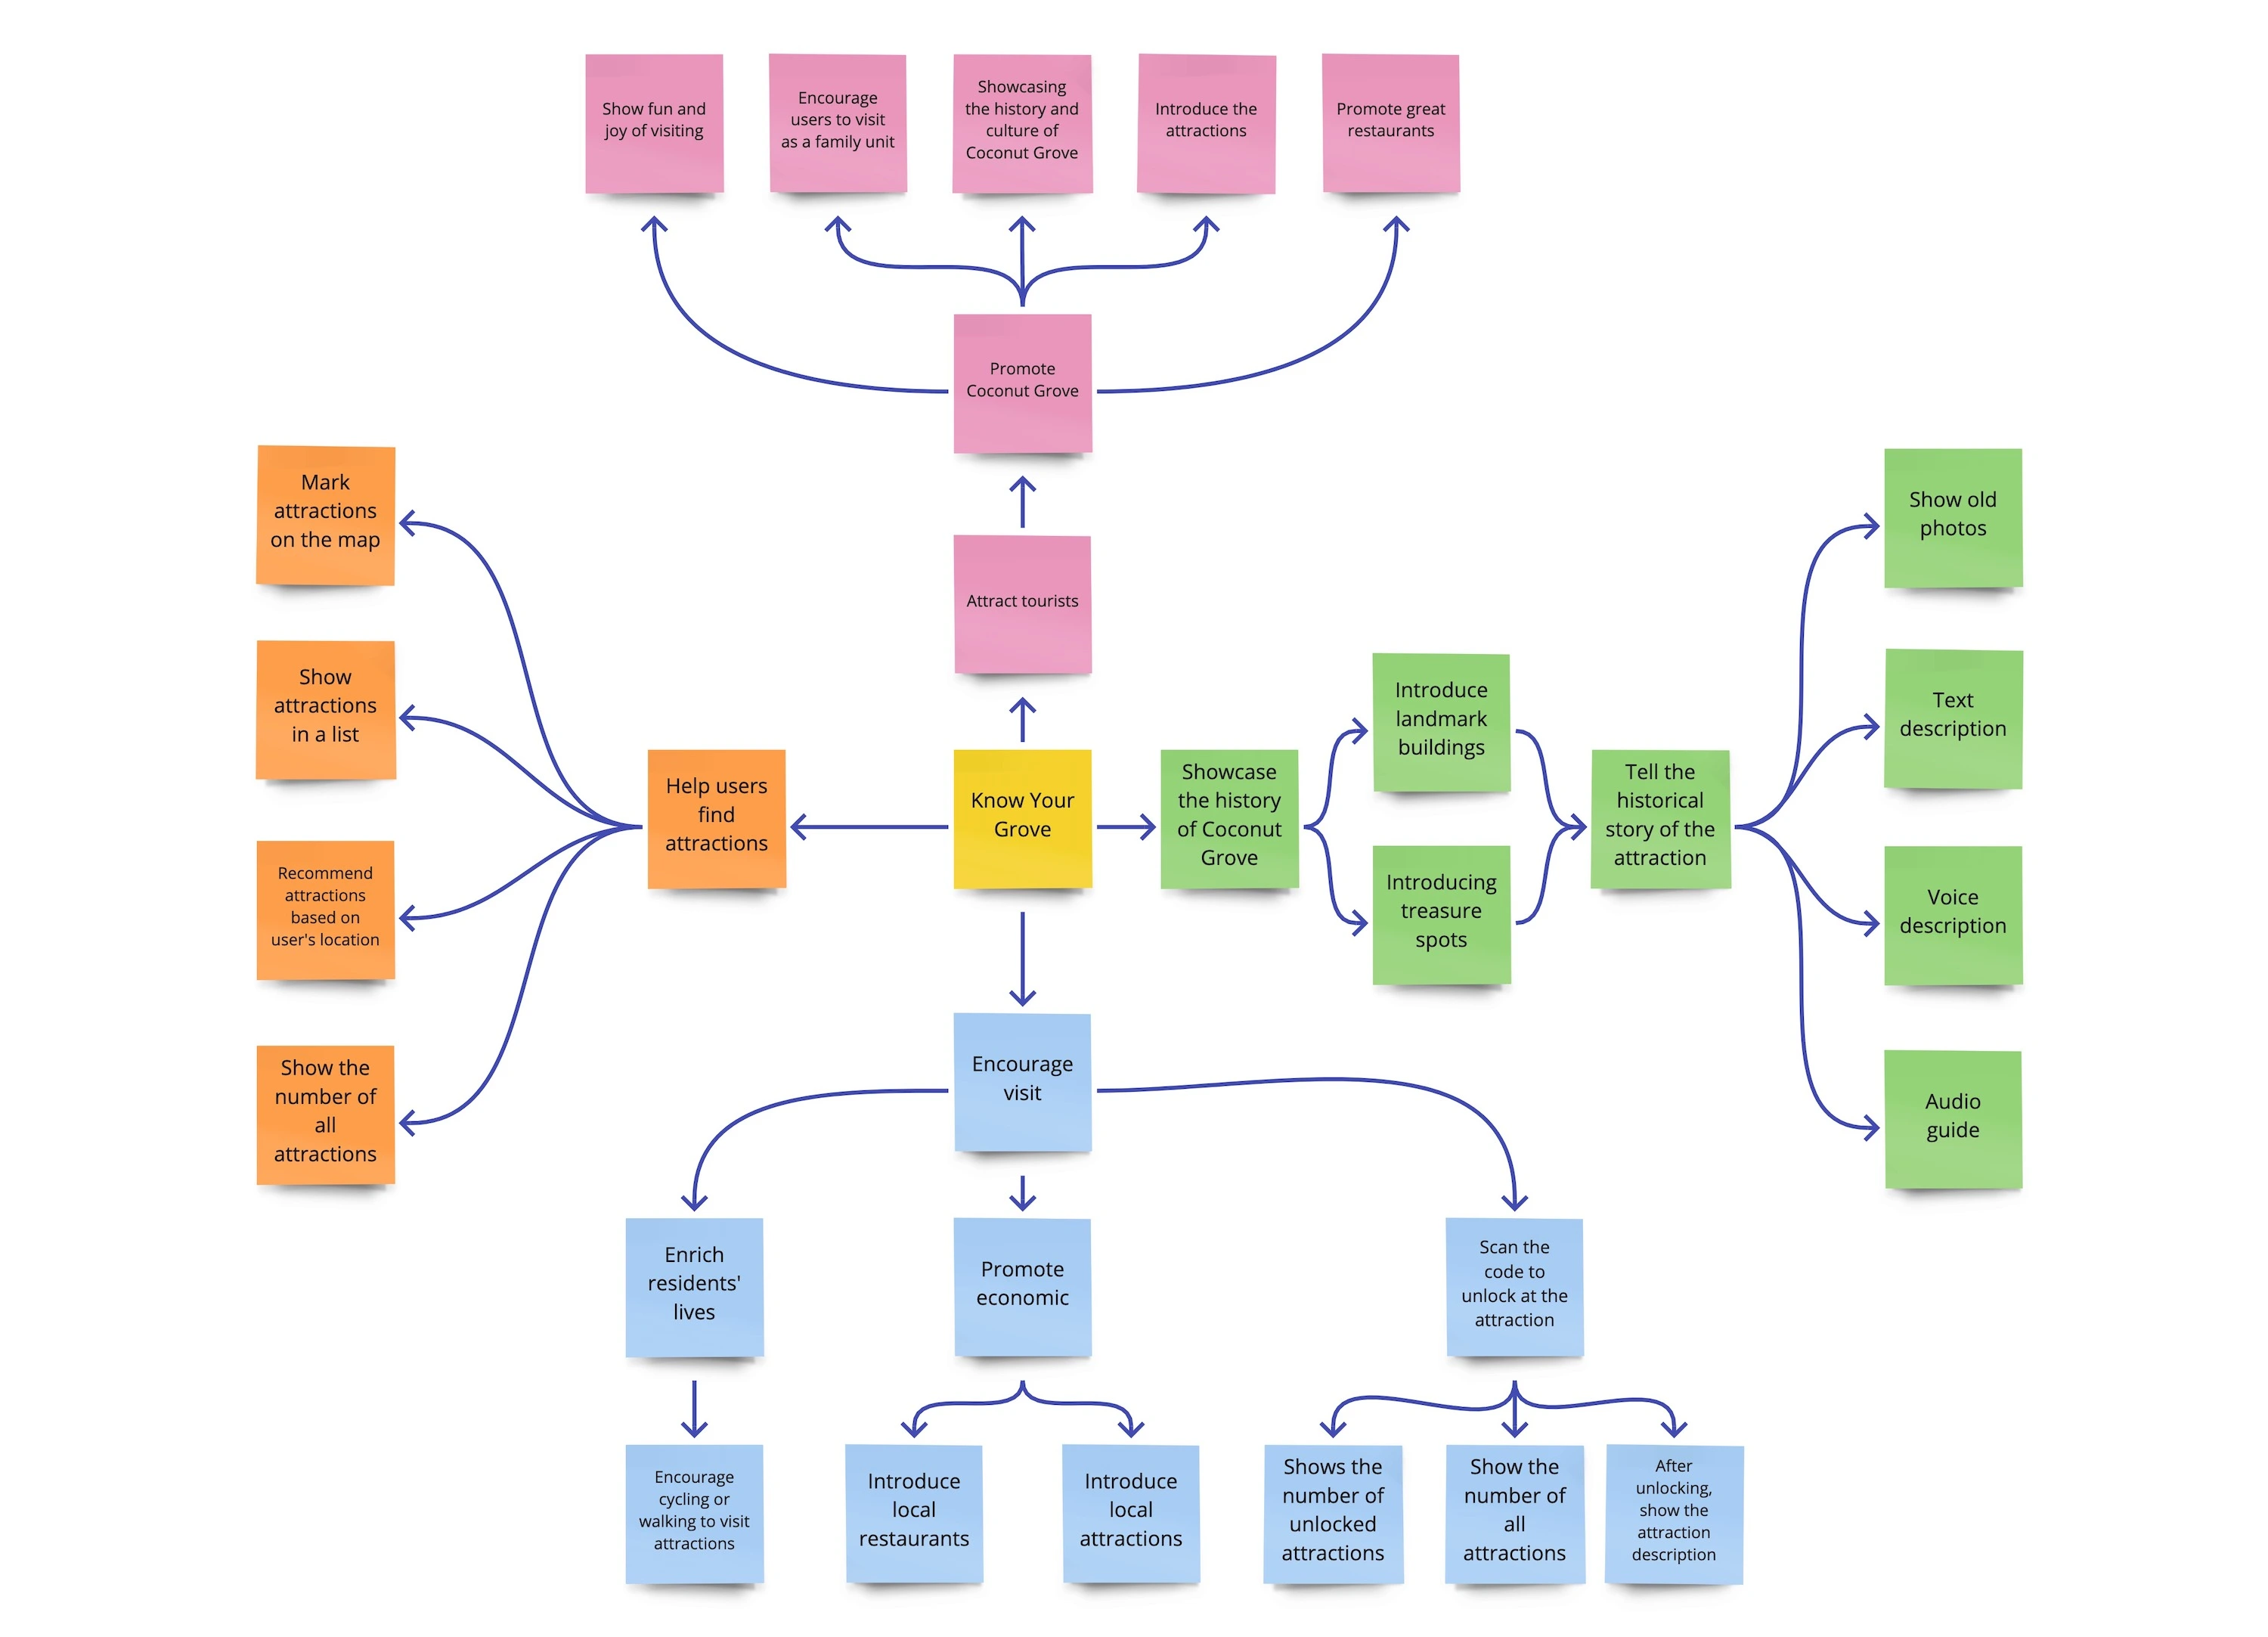 Show fun and
joy of visiting
Encourage
users to visit
as a family unit
Showcasing
the history and
culture of
Coconut Grove
Introduce the
attractions
Promote great
restaurants
Promote
Coconut Grove
Attract tourists
Mark
attractions
on the map
Show
attractions
in a list
Recommend
attractions
based on
user's location
Show the
number of
all
attractions
Help users
find
attractions
Know Your
Grove
Showcase
the history
of Coconut
Grove
Introduce
landmark
buildings
Introducing
treasure
spots
Tell the
historical
story of the
attraction
Show old
photos
Text
description
Voice
description
Audio
guide
Encourage
visit
Enrich
residents'
lives
Promote
economic
Scan the
code to
unlock at the
attraction
Encourage
cycling or
walking to visit
attractions
Introduce
local
restaurants
Introduce
local
attractions
Shows the
number of
unlocked
attractions
Show the
number of
all
attractions
After
unlocking,
show the
attraction
description